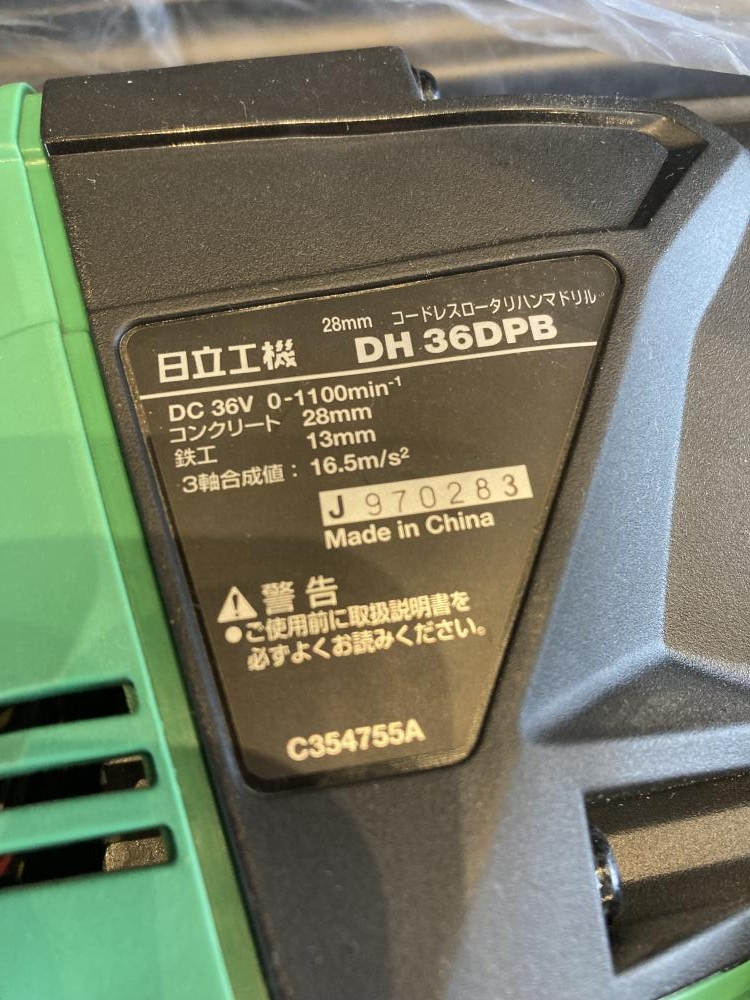 28mm コードレスロータリハンマドリル
日立工機 DH 36DPB
DC 36V 0-1100min⁻¹
コンクリート 28mm
鉄工 13mm
3軸合成値： 16.5m/s²
J 970283
Made in China
警告
●ご使用前に取扱説明書を
必ずよくお読みください。
C354755A